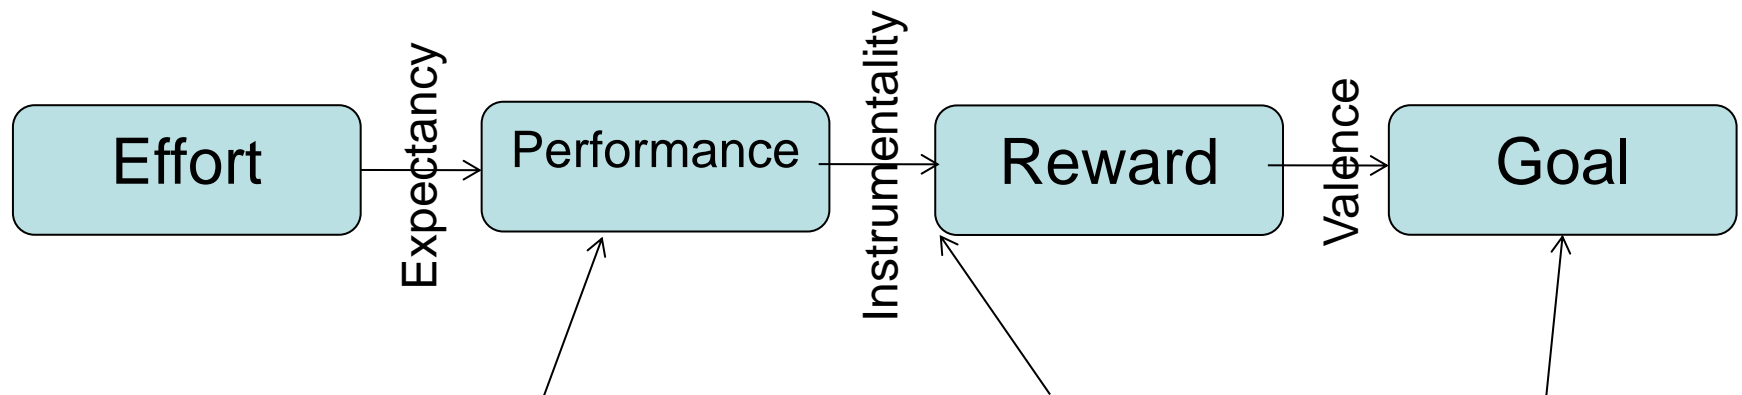 Effort
Expectancy
Performance
Instrumentality
Reward
Valence
Goal